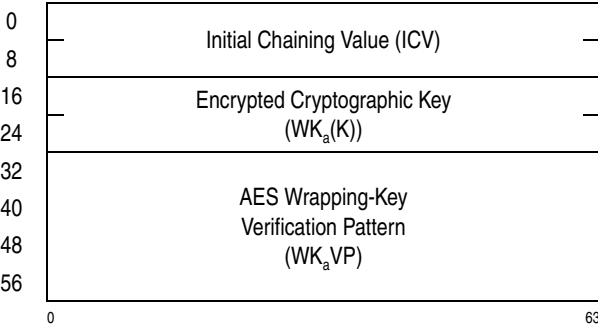 0
Initial Chaining Value (ICV)
8
16
Encrypted Cryptographic Key
24
(WKₐ(K))
32
AES Wrapping-Key
40
Verification Pattern
48
(WKₐVP)
56
0 63